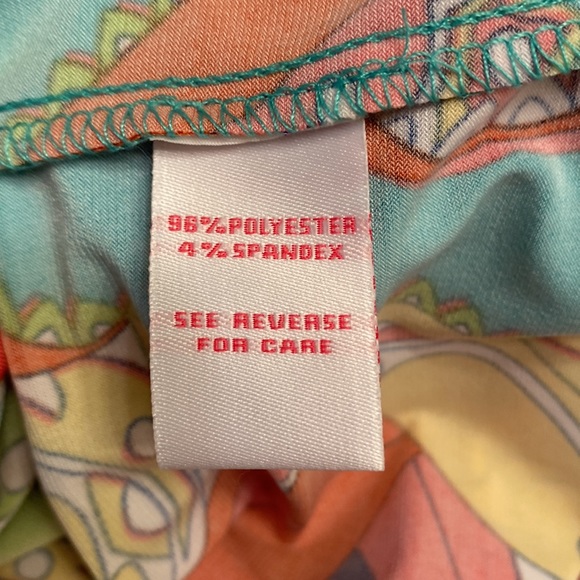 96%POLYESTER
4%SPANDEX
SEE REVERSE
FOR CARE